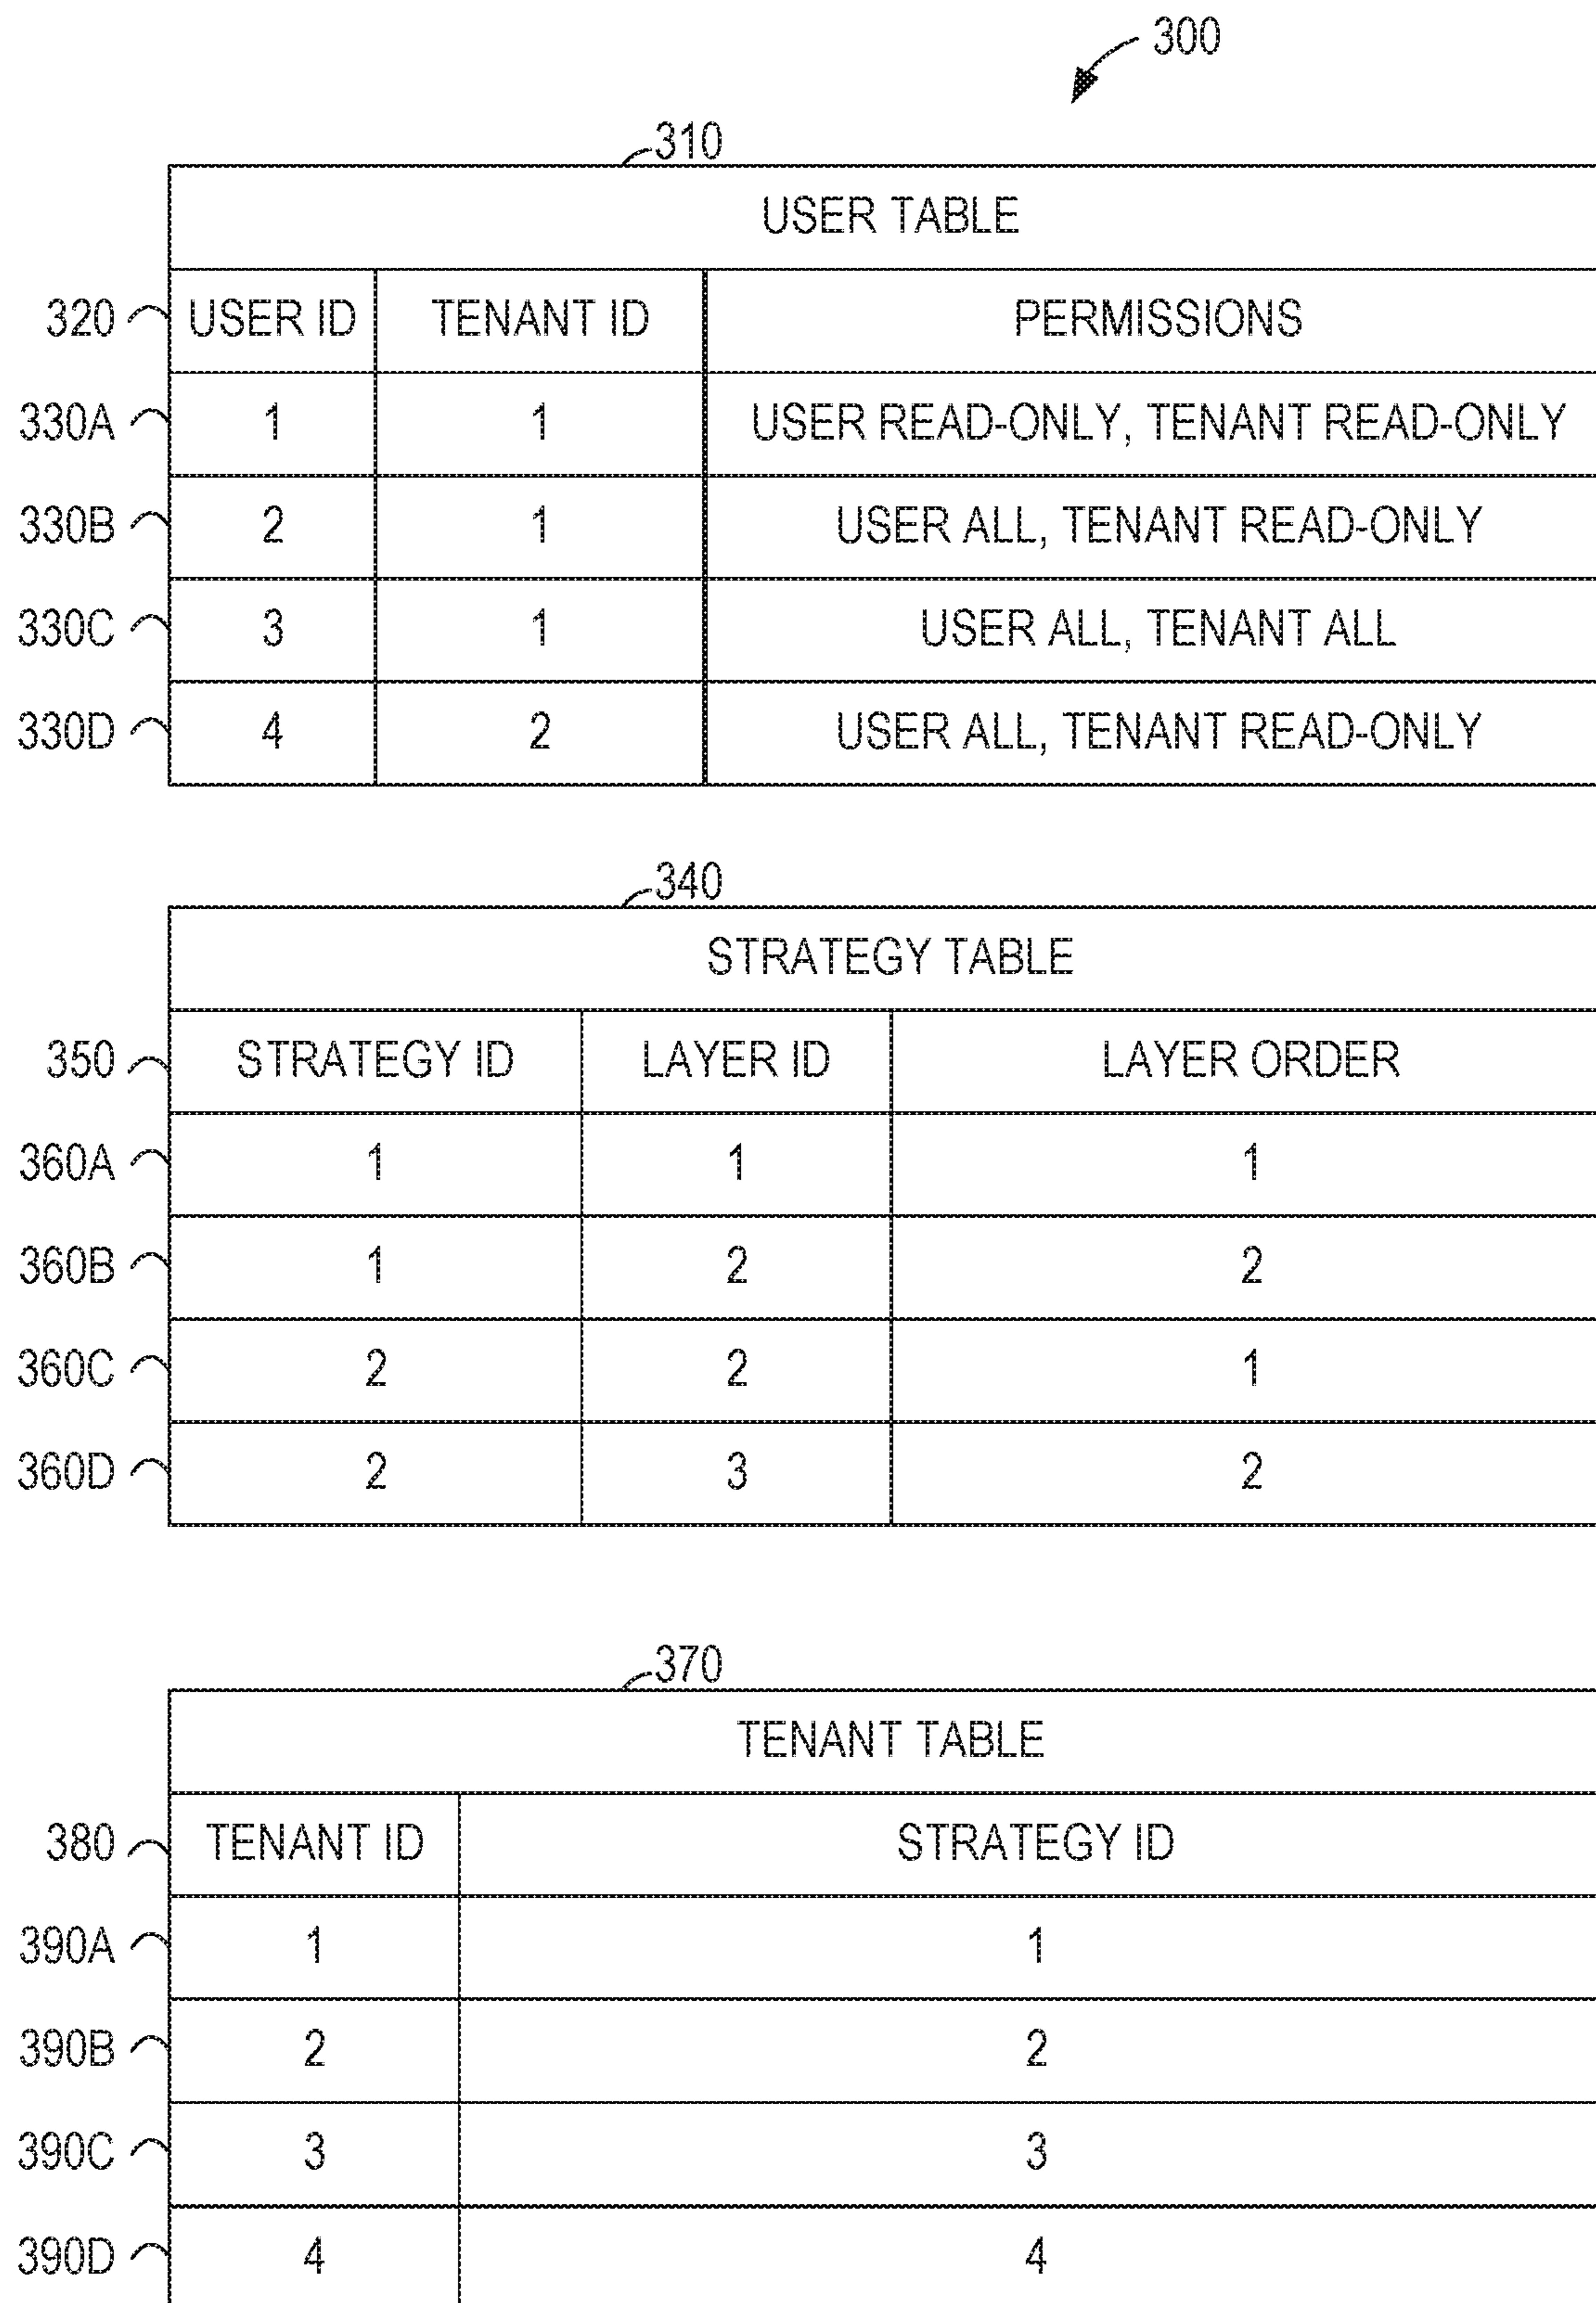 300
310
USER TABLE
320 USER ID TENANT ID PERMISSIONS
330A 1 1 USER READ-ONLY, TENANT READ-ONLY
330B 2 1 USER ALL, TENANT READ-ONLY
330C 3 1 USER ALL, TENANT ALL
330D 4 2 USER ALL, TENANT READ-ONLY
340
STRATEGY TABLE
350 STRATEGY ID LAYER ID LAYER ORDER
360A 1 1 1
360B 1 2 2
360C 2 2 1
360D 2 3 2
370
TENANT TABLE
380 TENANT ID STRATEGY ID
390A 1 1
390B 2 2
390C 3 3
390D 4 4